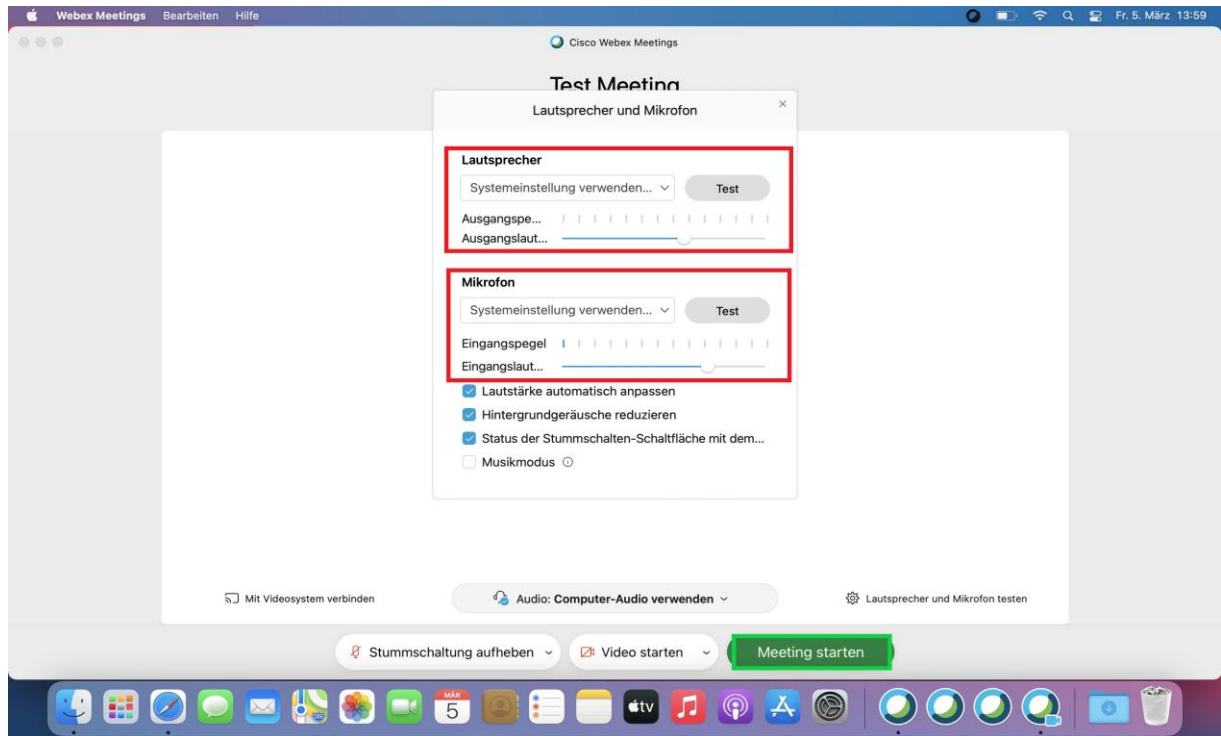 Webex Meetings Bearbeiten Hilfe Fr. 5. März 13:59
Cisco Webex Meetings
Test Meeting
Lautsprecher und Mikrofon
Lautsprecher
Systemeinstellung verwenden... Test
Ausgangspe...
Ausgangslaut...
Mikrofon
Systemeinstellung verwenden... Test
Eingangspegel
Eingangslaut...
Lautstärke automatisch anpassen
Hintergrundgeräusche reduzieren
Status der Stummschalten-Schaltfläche mit dem...
Musikmodus
Mit Videosystem verbinden Audio: Computer-Audio verwenden Lautsprecher und Mikrofon testen
Stummschaltung aufheben Video starten Meeting starten
MÄR
5
tv